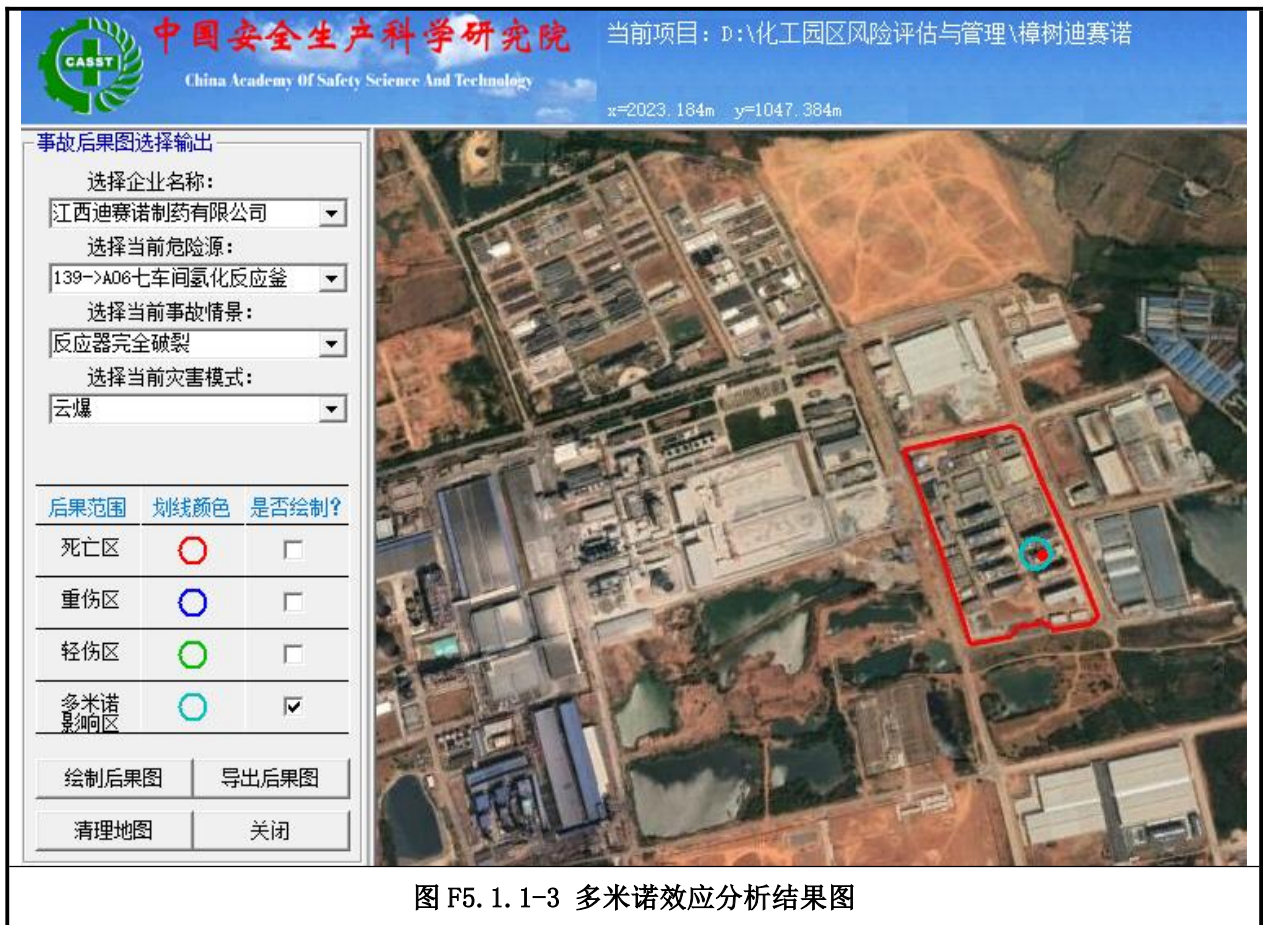 CASST
中国安全生产科学研究院
China Academy Of Safety Science And Technology
当前项目: D:\化工园区风险评估与管理\樟树迪赛诺
x=2023.184m y=1047.384m
事故后果图选择输出
选择企业名称:
江西迪赛诺制药有限公司
选择当前危险源:
139->A06七车间氢化反应釜
选择当前事故情景:
反应器完全破裂
选择当前灾害模式:
云爆
后果范围 划线颜色 是否绘制?
死亡区
重伤区
轻伤区
多米诺
影响区
绘制后果图 导出后果图
清理地图 关闭
图 F5.1.1-3 多米诺效应分析结果图